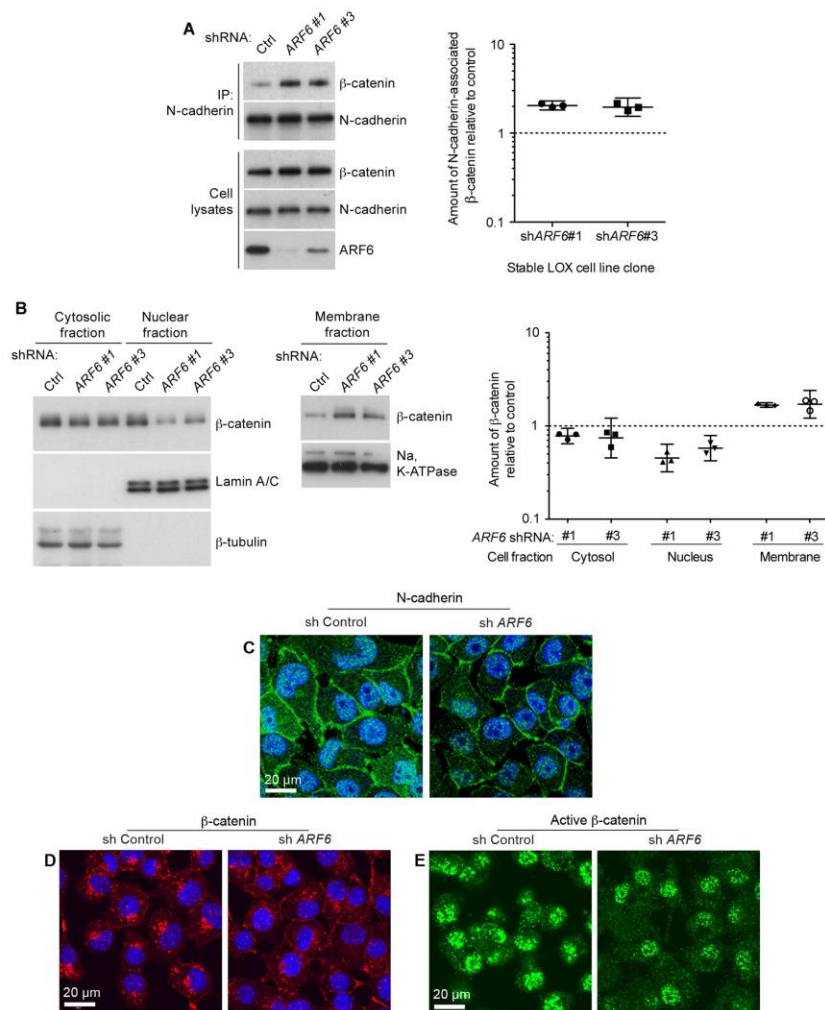 A
shRNA:
Ctrl
ARF6 #1
ARF6 #3
IP:
N-cadherin
β-catenin
N-cadherin
Cell
lysates
β-catenin
N-cadherin
ARF6
Amount of N-cadherin-associated
β-catenin relative to control
10
1
0.1
shARF6#1 shARF6#3
Stable LOX cell line clone
B
Cytosolic
fraction
Nuclear
fraction
shRNA:
Ctrl
ARF6 #1
ARF6 #3
Ctrl
ARF6 #1
ARF6 #3
β-catenin
Lamin A/C
β-tubulin
Membrane
fraction
shRNA:
Ctrl
ARF6 #1
ARF6 #3
β-catenin
Na,
K-ATPase
Amount of β-catenin
relative to control
10
1
0.1
ARF6 shRNA: #1 #3 #1 #3 #1 #3
Cell fraction Cytosol Nucleus Membrane
N-cadherin
sh Control sh ARF6
C
20 µm
β-catenin
sh Control sh ARF6
D
20 µm
Active β-catenin
sh Control sh ARF6
E
20 µm